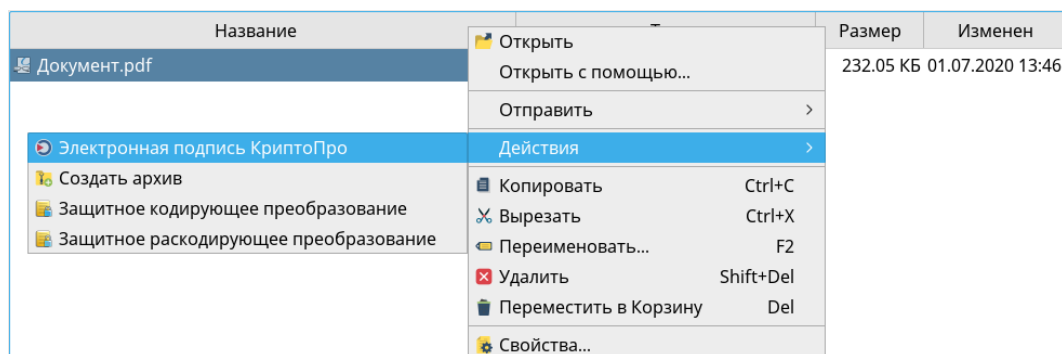 Название Размер Изменен
Документ.pdf 232.05 КБ 01.07.2020 13:46
Открыть
Открыть с помощью...
Отправить
Действия
Электронная подпись КриптоПро
Создать архив
Защитное кодирующее преобразование
Защитное раскодирующее преобразование
Копировать Ctrl+C
Вырезать Ctrl+X
Переименовать... F2
Удалить Shift+Del
Переместить в Корзину Del
Свойства...